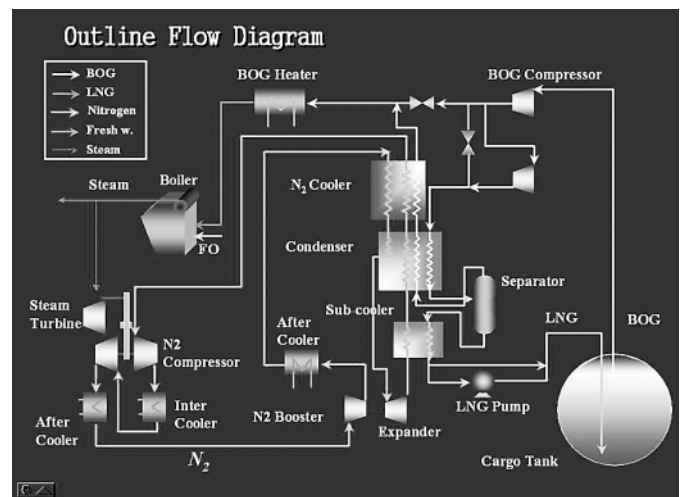 Outline Flow Diagram
BOG
LNG
Nitrogen
Fresh w.
Steam
BOG Heater
BOG Compressor
Steam
Boiler
N2 Cooler
FO
Condenser
Separator
Steam
Turbine
Sub-cooler
LNG
BOG
After
Cooler
N2
Compressor
LNG Pump
After
Cooler
Inter
Cooler
N2 Booster
Expander
N2
Cargo Tank